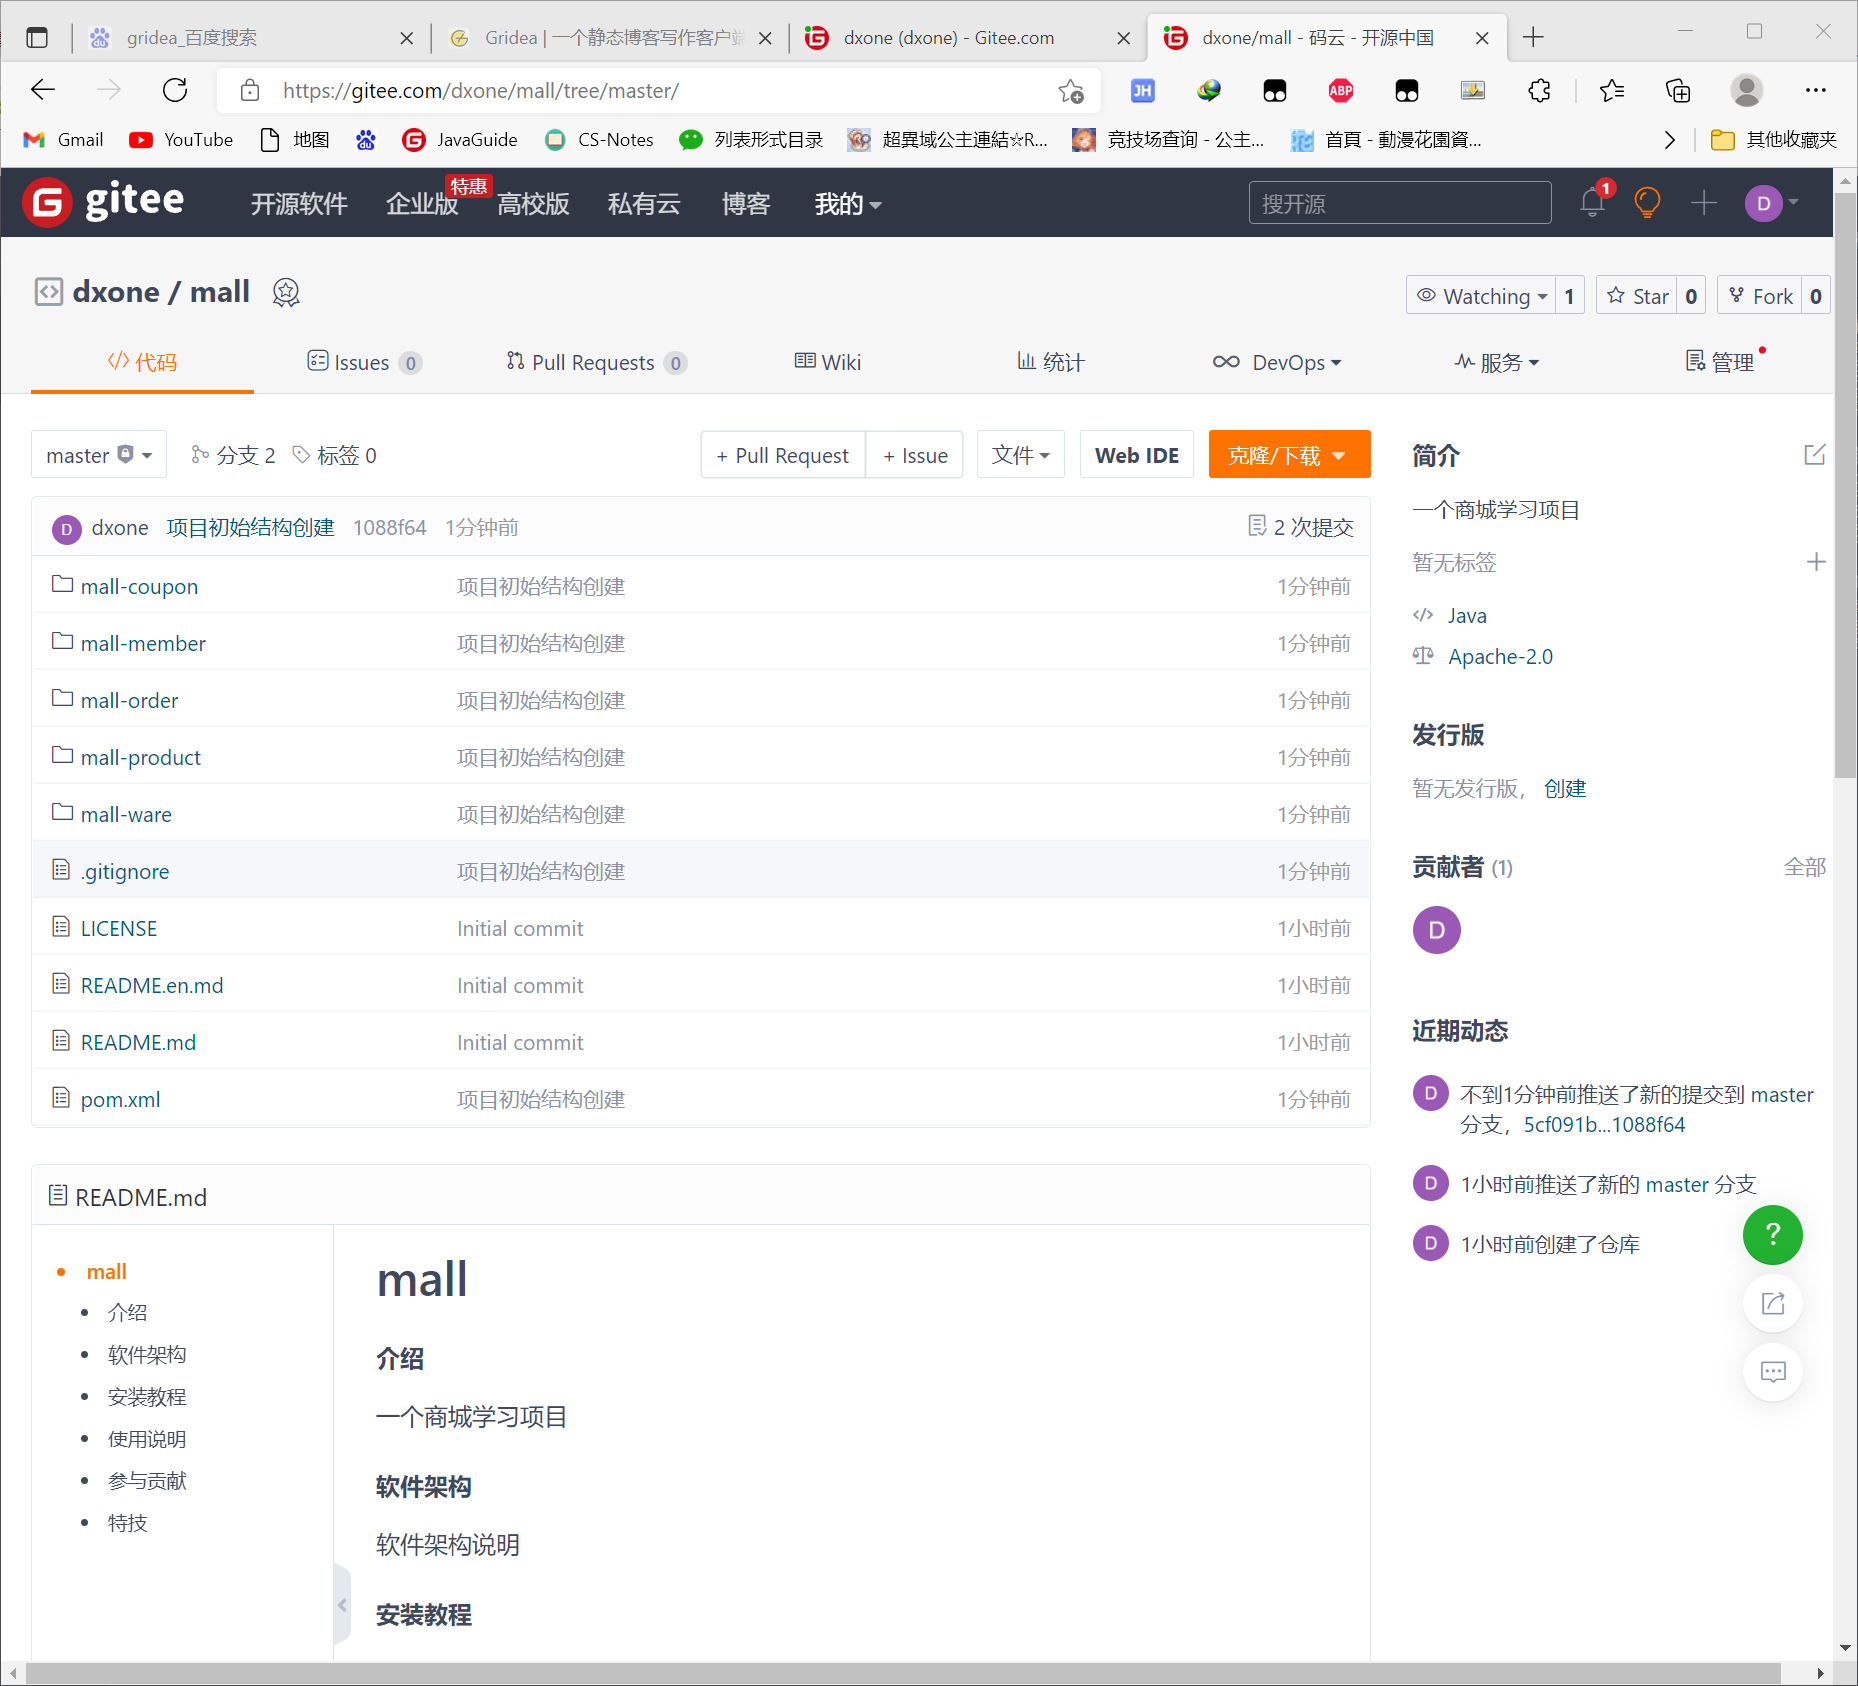 gridea_百度搜索
Gridea | 一个静态博客写作客户端
dxone (dxone) - Gitee.com
dxone/mall - 码云 - 开源中国
https://gitee.com/dxone/mall/tree/master/
JH
ABP
Gmail
YouTube
地图
du
JavaGuide
CS-Notes
列表形式目录
超異域公主連結☆R...
竞技场查询 - 公主...
首頁 - 動漫花園資...
其他收藏夹
gitee
开源软件
企业版
特惠
高校版
私有云
博客
我的
搜开源
1
D
dxone / mall
Watching 1
Star 0
Fork 0
代码
Issues 0
Pull Requests 0
Wiki
统计
DevOps
服务
管理
master
分支 2
标签 0
+ Pull Request
+ Issue
文件
Web IDE
克隆/下载
D dxone 项目初始结构创建 1088f64 1分钟前
2 次提交
mall-coupon 项目初始结构创建 1分钟前
mall-member 项目初始结构创建 1分钟前
mall-order 项目初始结构创建 1分钟前
mall-product 项目初始结构创建 1分钟前
mall-ware 项目初始结构创建 1分钟前
.gitignore 项目初始结构创建 1分钟前
LICENSE Initial commit 1小时前
README.en.md Initial commit 1小时前
README.md Initial commit 1小时前
pom.xml 项目初始结构创建 1分钟前
简介
一个商城学习项目
暂无标签
Java
Apache-2.0
发行版
暂无发行版， 创建
贡献者 (1) 全部
D
近期动态
D 不到1分钟前推送了新的提交到 master
分支，5cf091b...1088f64
D 1小时前推送了新的 master 分支
D 1小时前创建了仓库
?
README.md
mall
介绍
软件架构
安装教程
使用说明
参与贡献
特技
mall
介绍
一个商城学习项目
软件架构
软件架构说明
安装教程